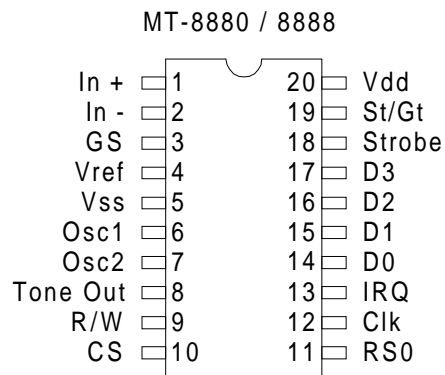 MT-8880 / 8888
In + 1 20 Vdd
In - 2 19 St/Gt
GS 3 18 Strobe
Vref 4 17 D3
Vss 5 16 D2
Osc1 6 15 D1
Osc2 7 14 D0
Tone Out 8 13 IRQ
R/W 9 12 Clk
CS 10 11 RS0